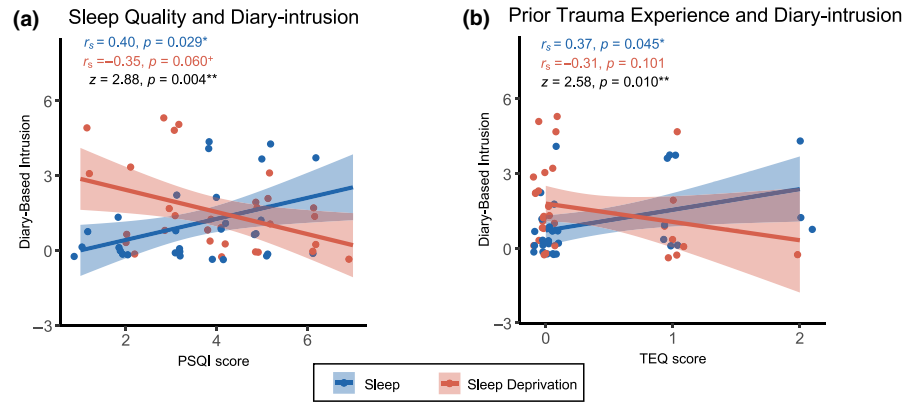 (a) Sleep Quality and Diary-intrusion
rs = 0.40, p = 0.029*
rs =−0.35, p = 0.060+
z = 2.88, p = 0.004**
Diary-Based Intrusion
6
3
0
−3
2 4 6
PSQI score
(b) Prior Trauma Experience and Diary-intrusion
rs = 0.37, p = 0.045*
rs = −0.31, p = 0.101
z = 2.58, p = 0.010**
Diary-Based Intrusion
6
3
0
−3
0 1 2
TEQ score
Sleep Sleep Deprivation